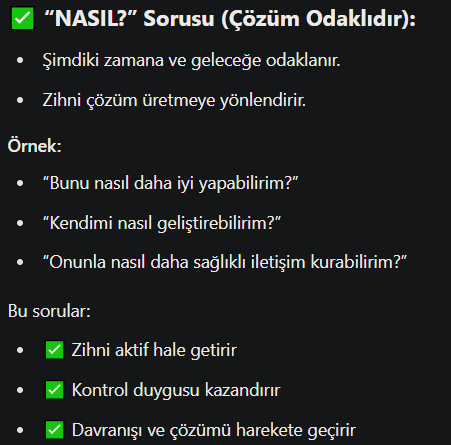 ✅ “NASIL?” Sorusu (Çözüm Odaklıdır):
• Şimdiki zamana ve geleceğe odaklanır.
• Zihni çözüm üretmeye yönlendirir.
Örnek:
• “Bunu nasıl daha iyi yapabilirim?”
• “Kendimi nasıl geliştirebilirim?”
• “Onunla nasıl daha sağlıklı iletişim kurabilirim?”
Bu sorular:
• ✅ Zihni aktif hale getirir
• ✅ Kontrol duygusu kazandırır
• ✅ Davranışı ve çözümü harekete geçirir